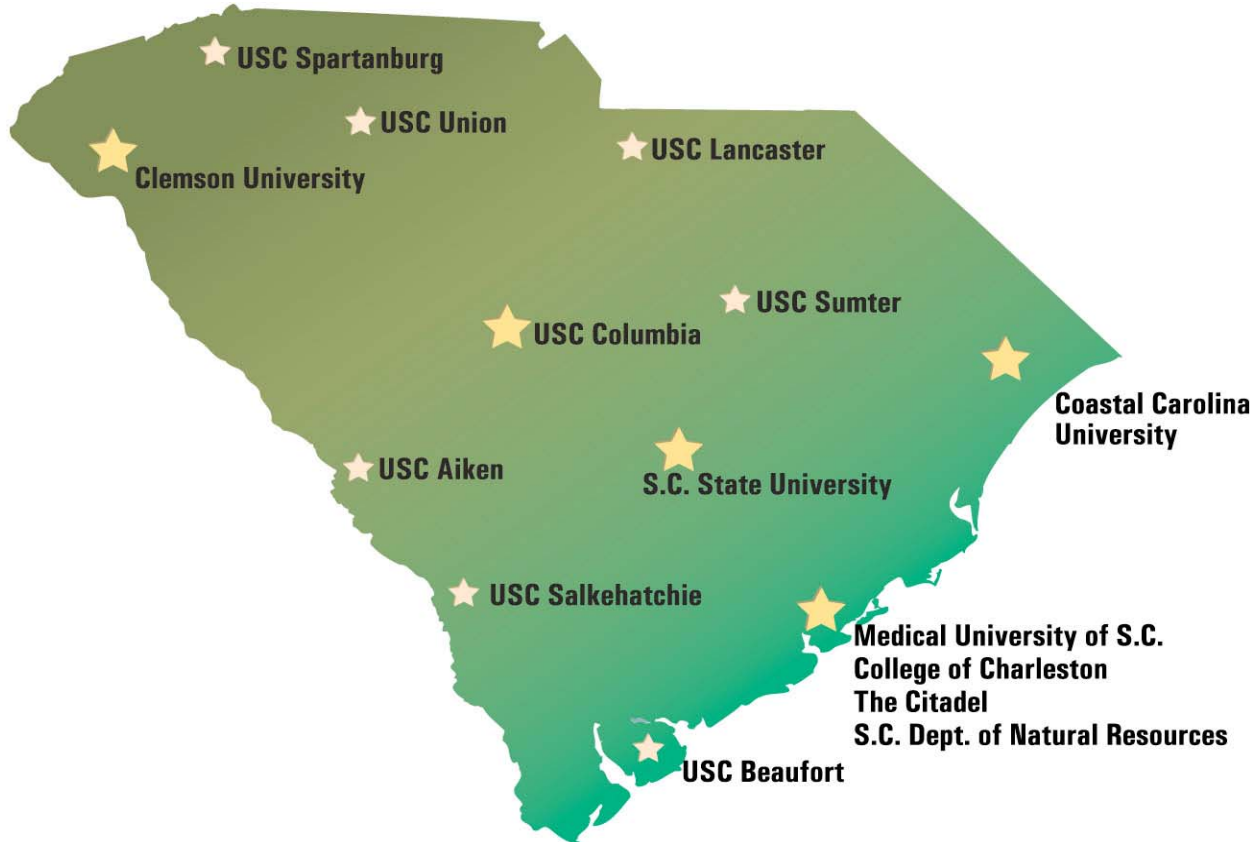 USC Spartanburg
USC Union
USC Lancaster
Clemson University
USC Sumter
USC Columbia
Coastal Carolina
University
USC Aiken
S.C. State University
USC Salkehatchie
Medical University of S.C.
College of Charleston
The Citadel
S.C. Dept. of Natural Resources
USC Beaufort